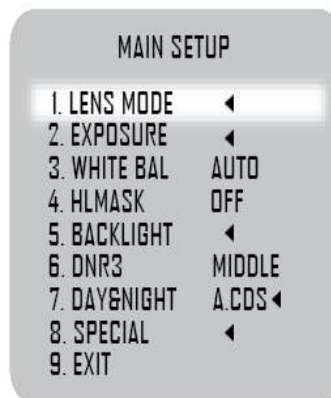 MAIN SETUP
1. LENS MODE ◄
2. EXPOSURE ◄
3. WHITE BAL AUTO
4. HLMASK OFF
5. BACKLIGHT ◄
6. DNR3 MIDDLE
7. DAY&NIGHT A.CDS◄
8. SPECIAL ◄
9. EXIT